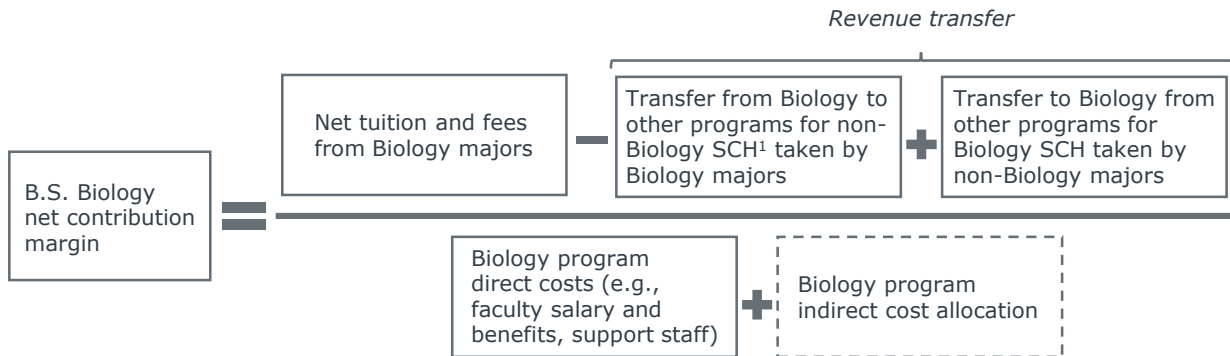 Revenue transfer
Net tuition and fees
from Biology majors
Transfer from Biology to
other programs for non-
Biology SCH¹ taken by
Biology majors
Transfer to Biology from
other programs for
Biology SCH taken by
non-Biology majors
B.S. Biology
net contribution
margin
Biology program
direct costs (e.g.,
faculty salary and
benefits, support staff)
Biology program
indirect cost allocation